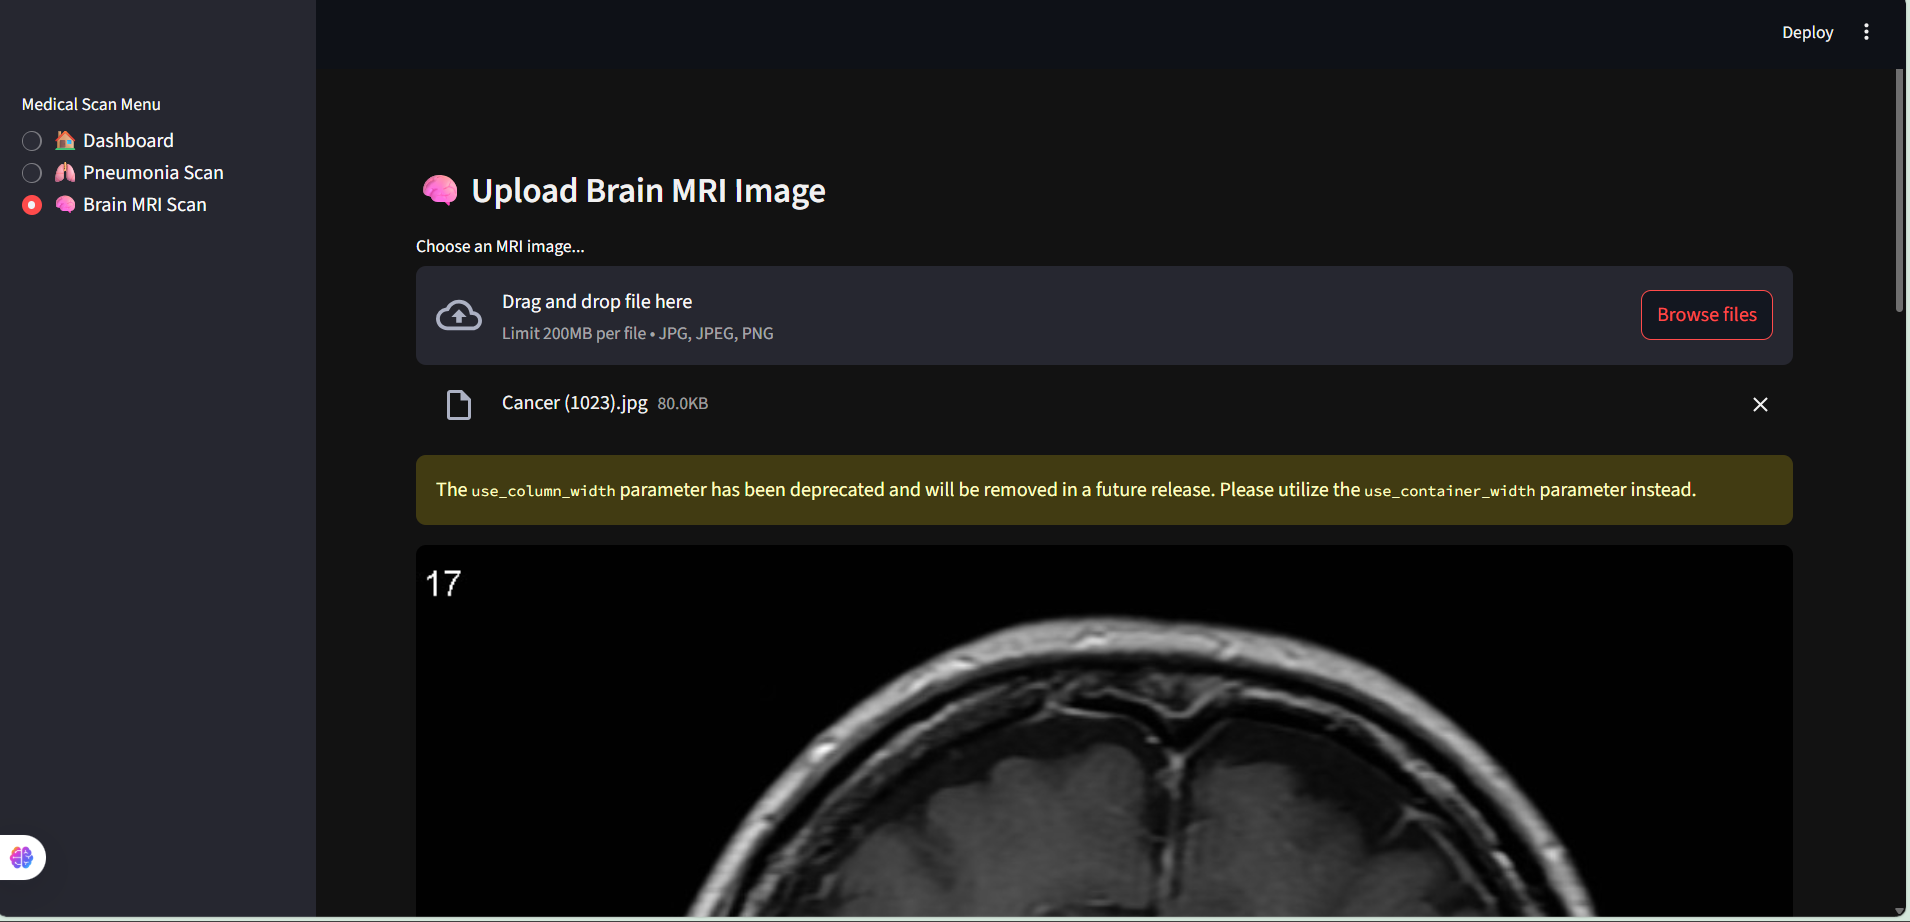 Deploy
Medical Scan Menu
Dashboard
Pneumonia Scan
Brain MRI Scan
Upload Brain MRI Image
Choose an MRI image...
Drag and drop file here
Limit 200MB per file • JPG, JPEG, PNG
Browse files
Cancer (1023).jpg 80.0KB
The use_column_width parameter has been deprecated and will be removed in a future release. Please utilize the use_container_width parameter instead.
17